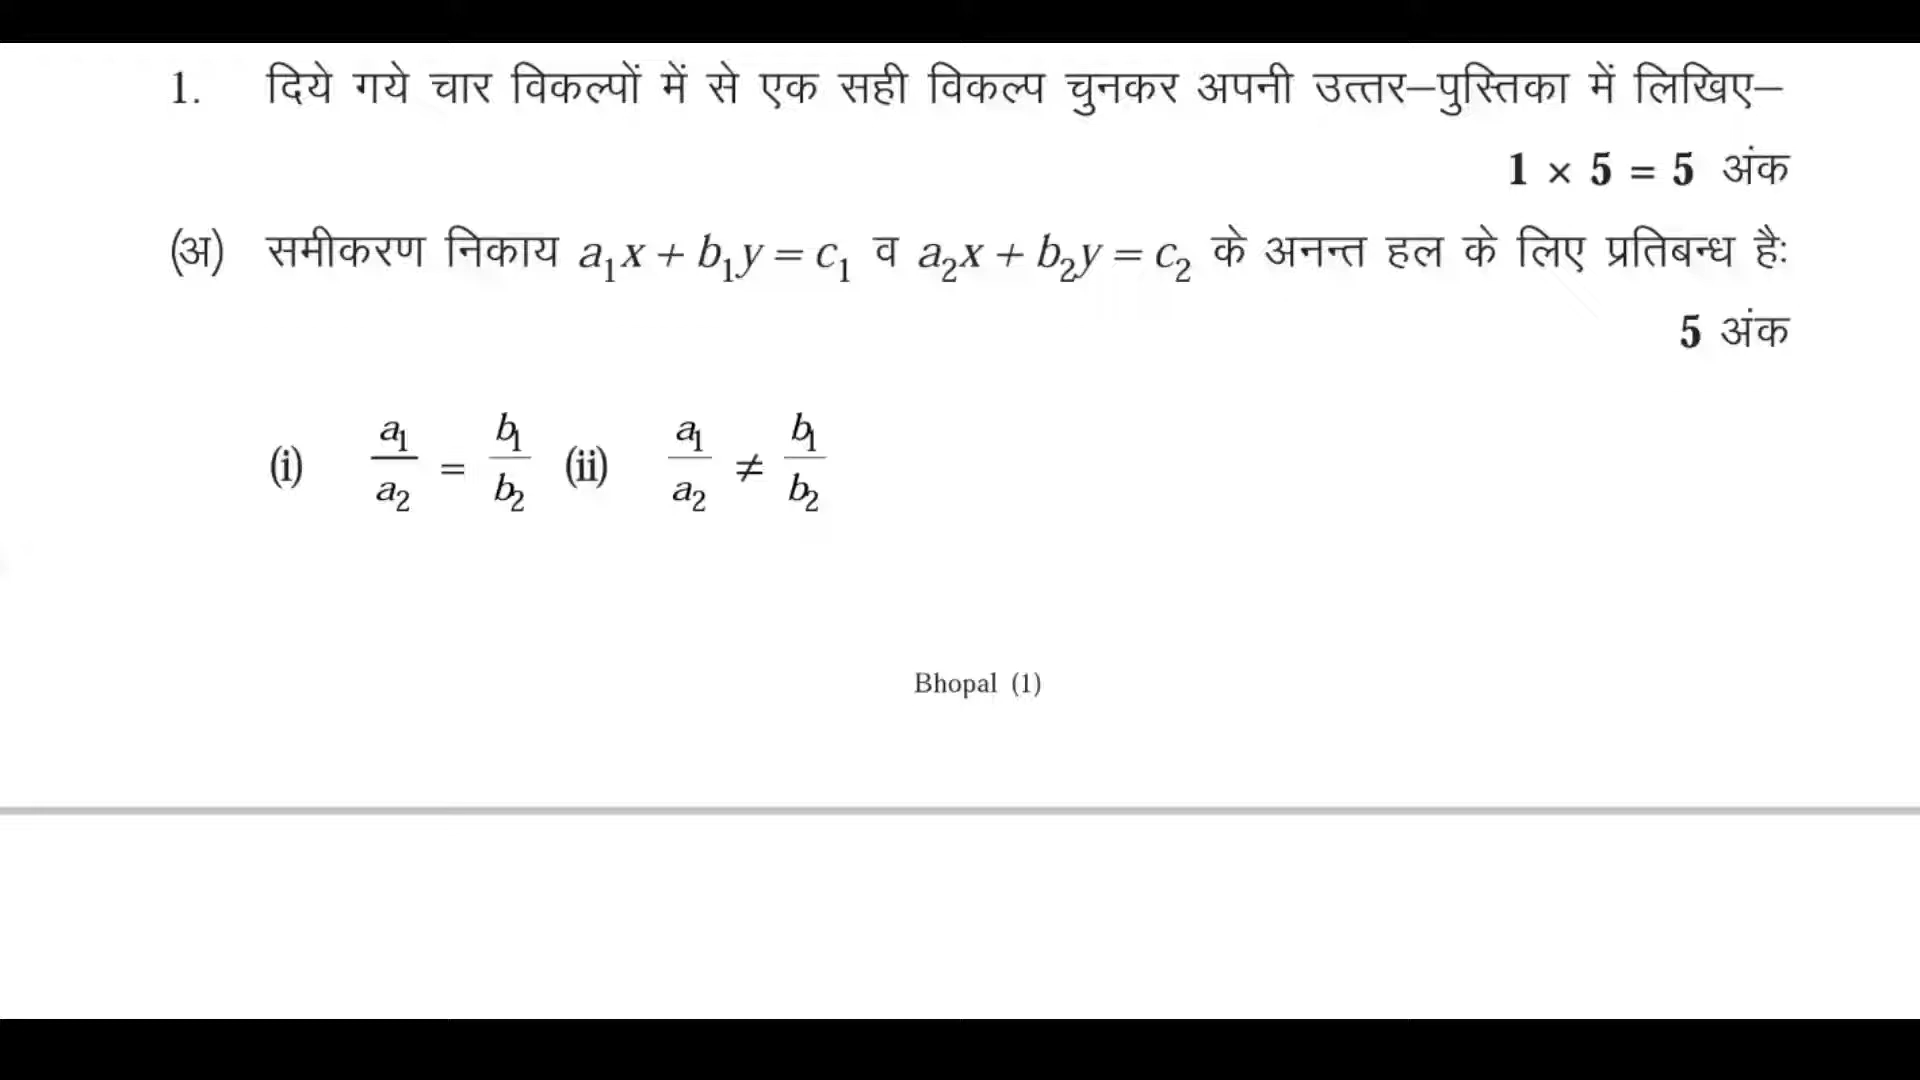 1. दिये गये चार विकल्पों में से एक सही विकल्प चुनकर अपनी उत्तर–पुस्तिका में लिखिए–
1 × 5 = 5 अंक
(अ) समीकरण निकाय a₁x + b₁y = c₁ व a₂x + b₂y = c₂ के अनन्त हल के लिए प्रतिबन्ध है:
5 अंक
(i) a₁/a₂ = b₁/b₂ (ii) a₁/a₂ ≠ b₁/b₂
Bhopal (1)